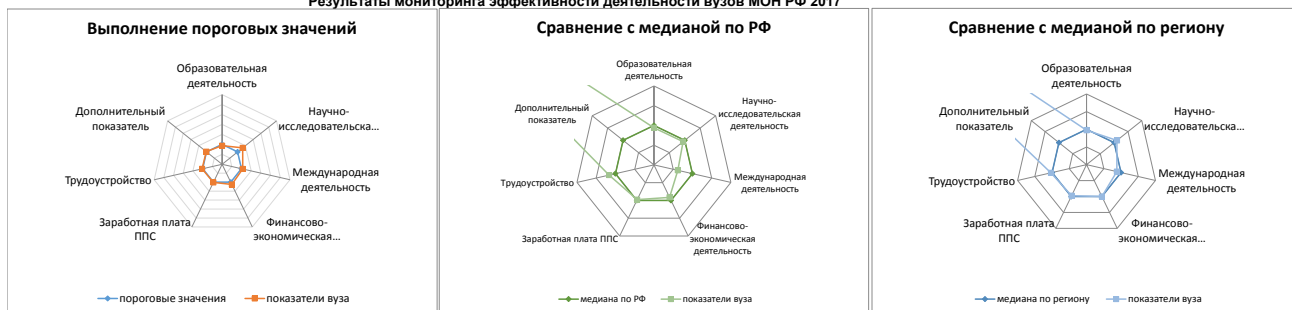 Результаты мониторинга эффективности деятельности вузов МОН РФ 2017
Выполнение пороговых значений
Образовательная
деятельность
Научно-
исследовательска...
Международная
деятельность
Финансово-
экономическая...
Заработная плата
ППС
Трудоустройство
Дополнительный
показатель
пороговые значения
показатели вуза
Сравнение с медианой по РФ
Образовательная
деятельность
Научно-
исследовательская
деятельность
Международная
деятельность
Финансово-
экономическая
деятельность
Заработная плата ППС
Трудоустройство
Дополнительный
показатель
медиана по РФ
показатели вуза
Сравнение с медианой по региону
Образовательная
деятельность
Научно-
исследовательска...
Международная
деятельность
Финансово-
экономическая...
Заработная плата
ППС
Трудоустройство
Дополнительный
показатель
медиана по региону
показатели вуза